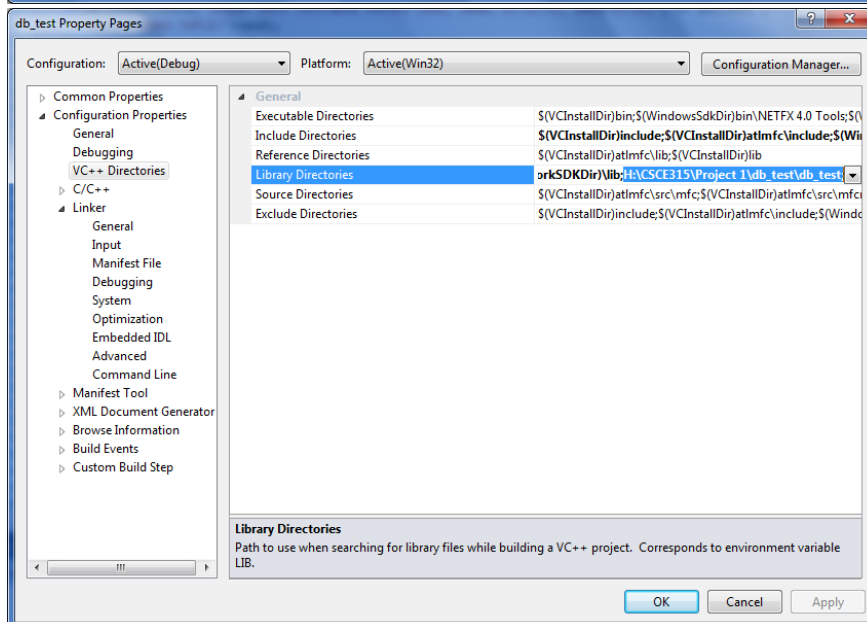 db_test Property Pages
Configuration: Active(Debug) Platform: Active(Win32) Configuration Manager...
Common Properties
Configuration Properties
General
Debugging
VC++ Directories
C/C++
Linker
General
Input
Manifest File
Debugging
System
Optimization
Embedded IDL
Advanced
Command Line
Manifest Tool
XML Document Generator
Browse Information
Build Events
Custom Build Step
General
Executable Directories $(VCInstallDir)bin;$(WindowsSdkDir)bin\NETFX 4.0 Tools;$(
Include Directories $(VCInstallDir)include;$(VCInstallDir)atlmfc\include;$(Wi
Reference Directories $(VCInstallDir)atlmfc\lib;$(VCInstallDir)lib
Library Directories orkSDKDir)\lib;H:\CSCE315\Project 1\db_test\db_test;
Source Directories $(VCInstallDir)atlmfc\src\mfc;$(VCInstallDir)atlmfc\src\mfc
Exclude Directories $(VCInstallDir)include;$(VCInstallDir)atlmfc\include;$(Windo
Library Directories
Path to use when searching for library files while building a VC++ project. Corresponds to environment variable
LIB.
OK Cancel Apply